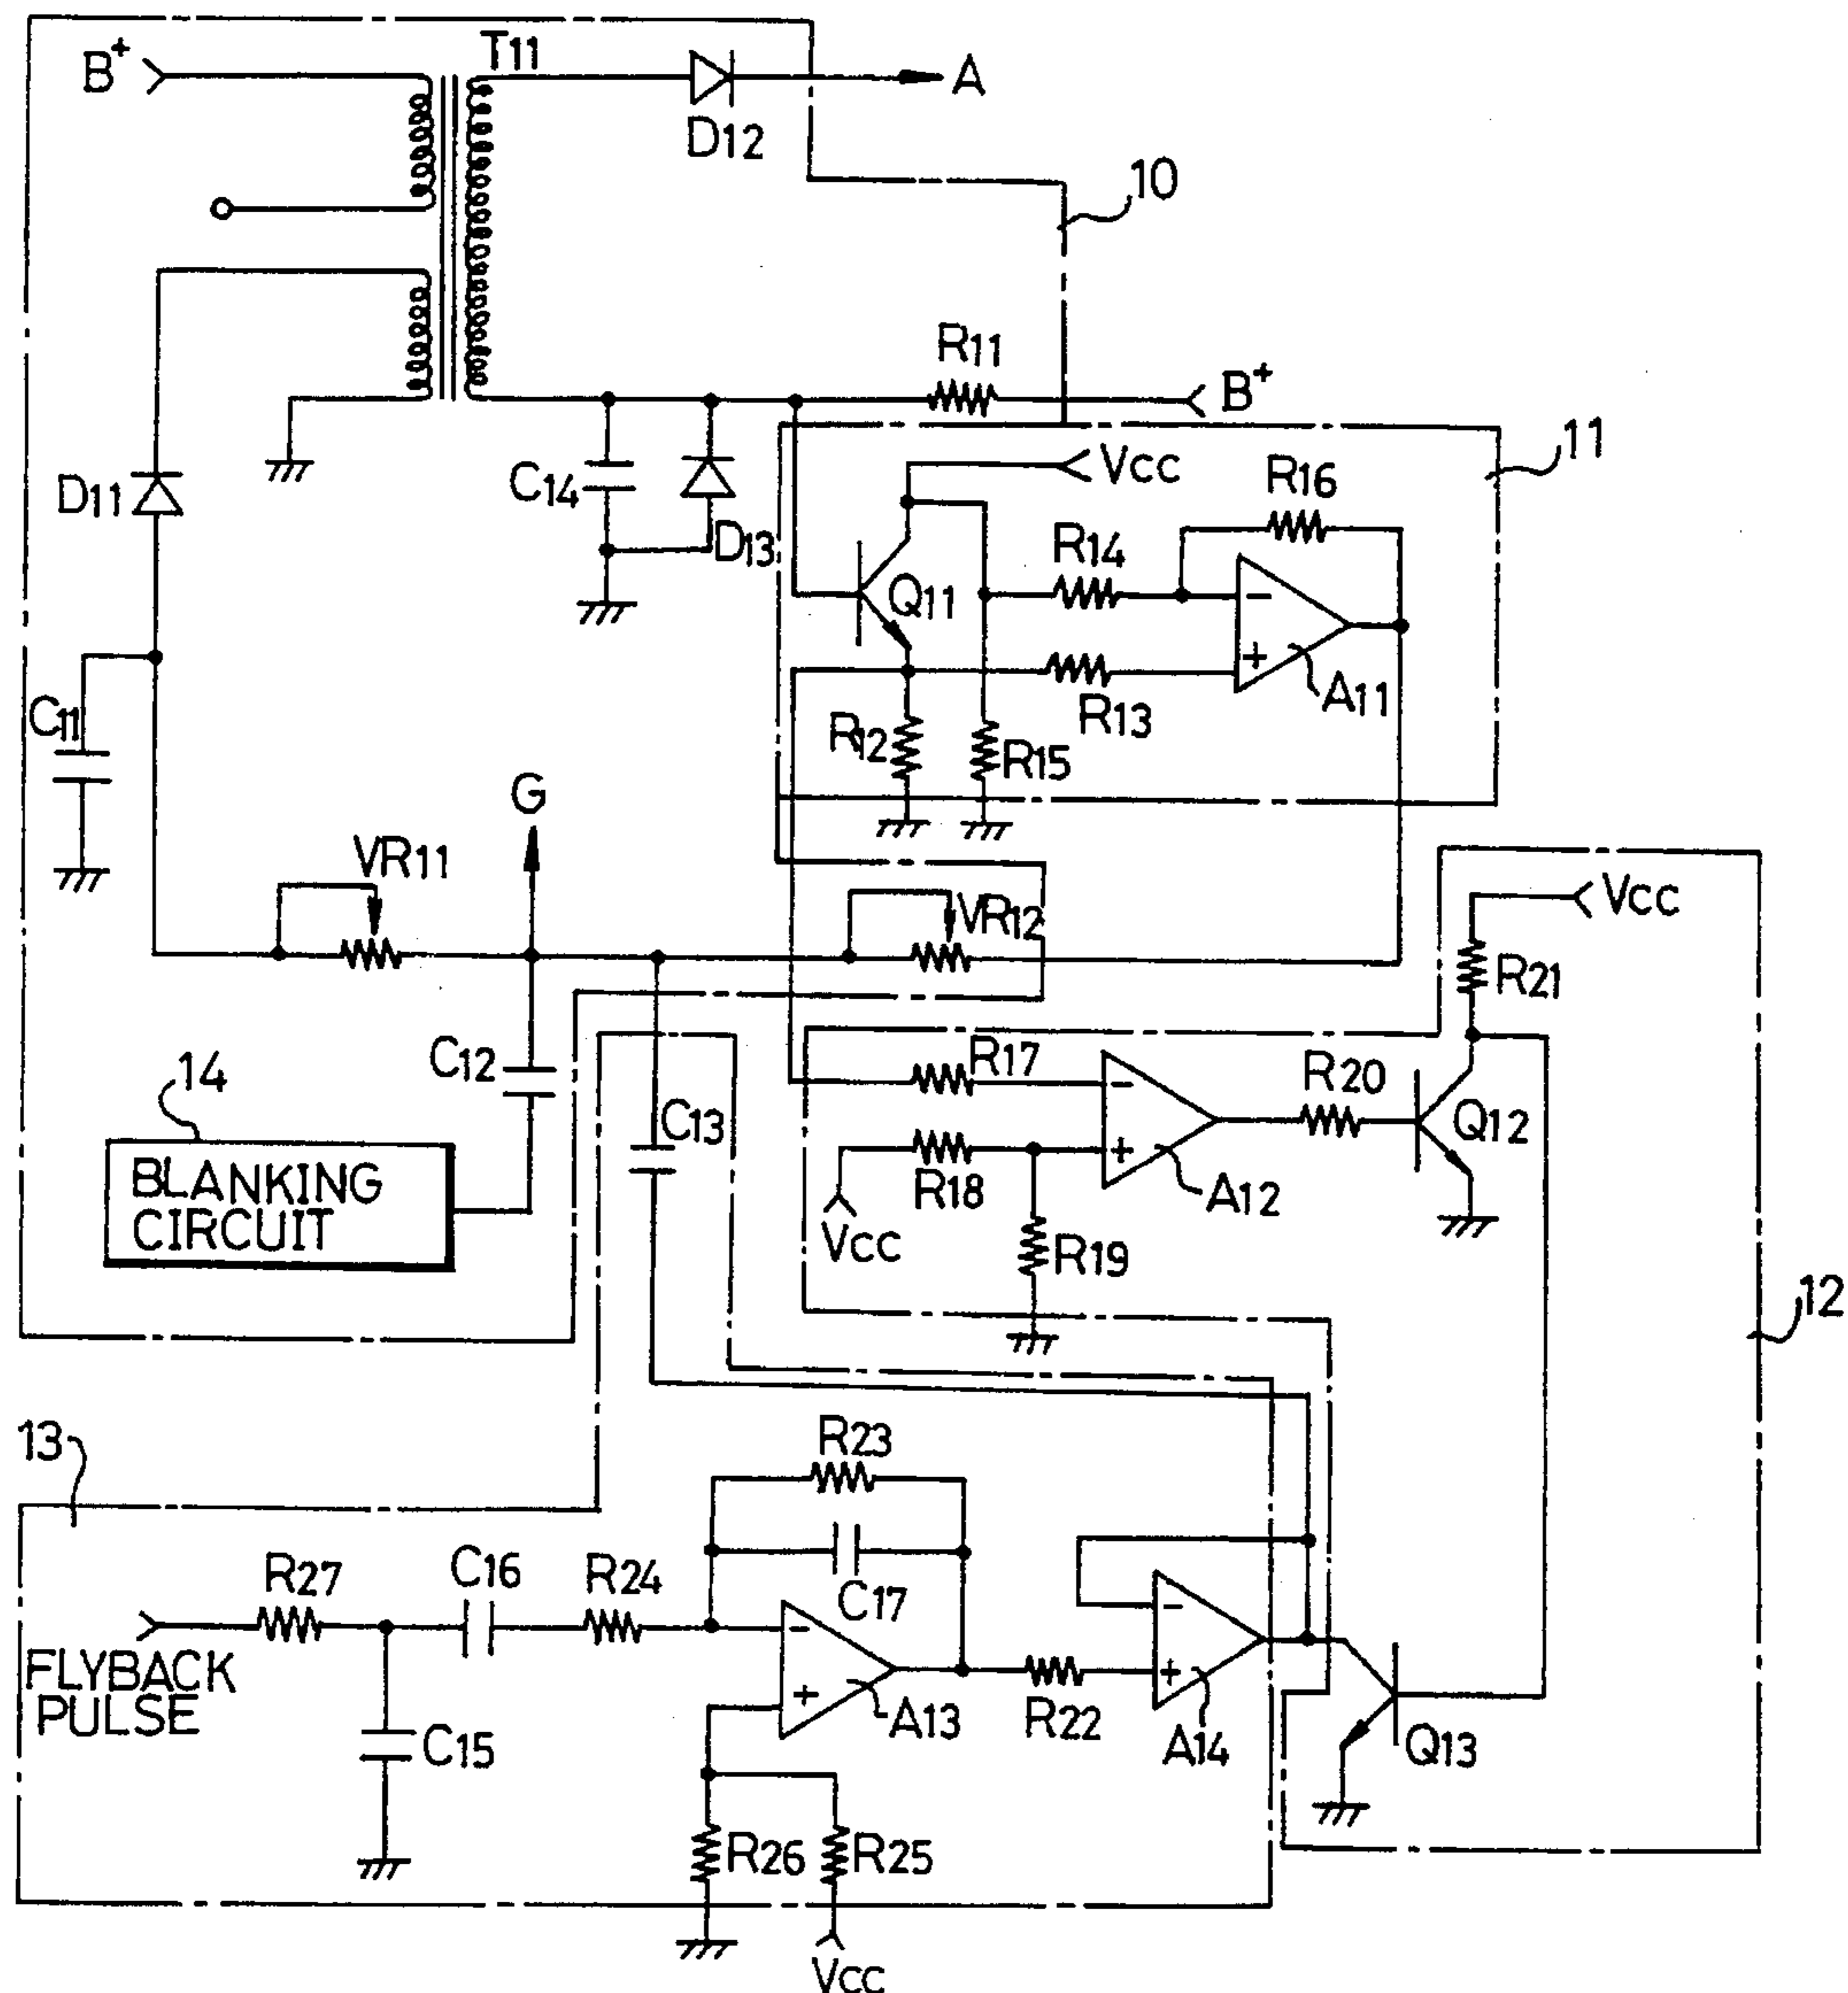 B+
T11
D12
A
10
R11
B+
11
VCC
R16
D11
C14
D13
R14
Q11
A11
R13
C11
R12
R15
G
VR11
VR12
VCC
R21
C12
R17
14
C13
R20
Q12
BLANKING
CIRCUIT
R18
A12
VCC
R19
12
13
R23
R27
C16
R24
C17
FLYBACK
PULSE
A13
R22
A14
C15
Q13
R26
R25
VCC